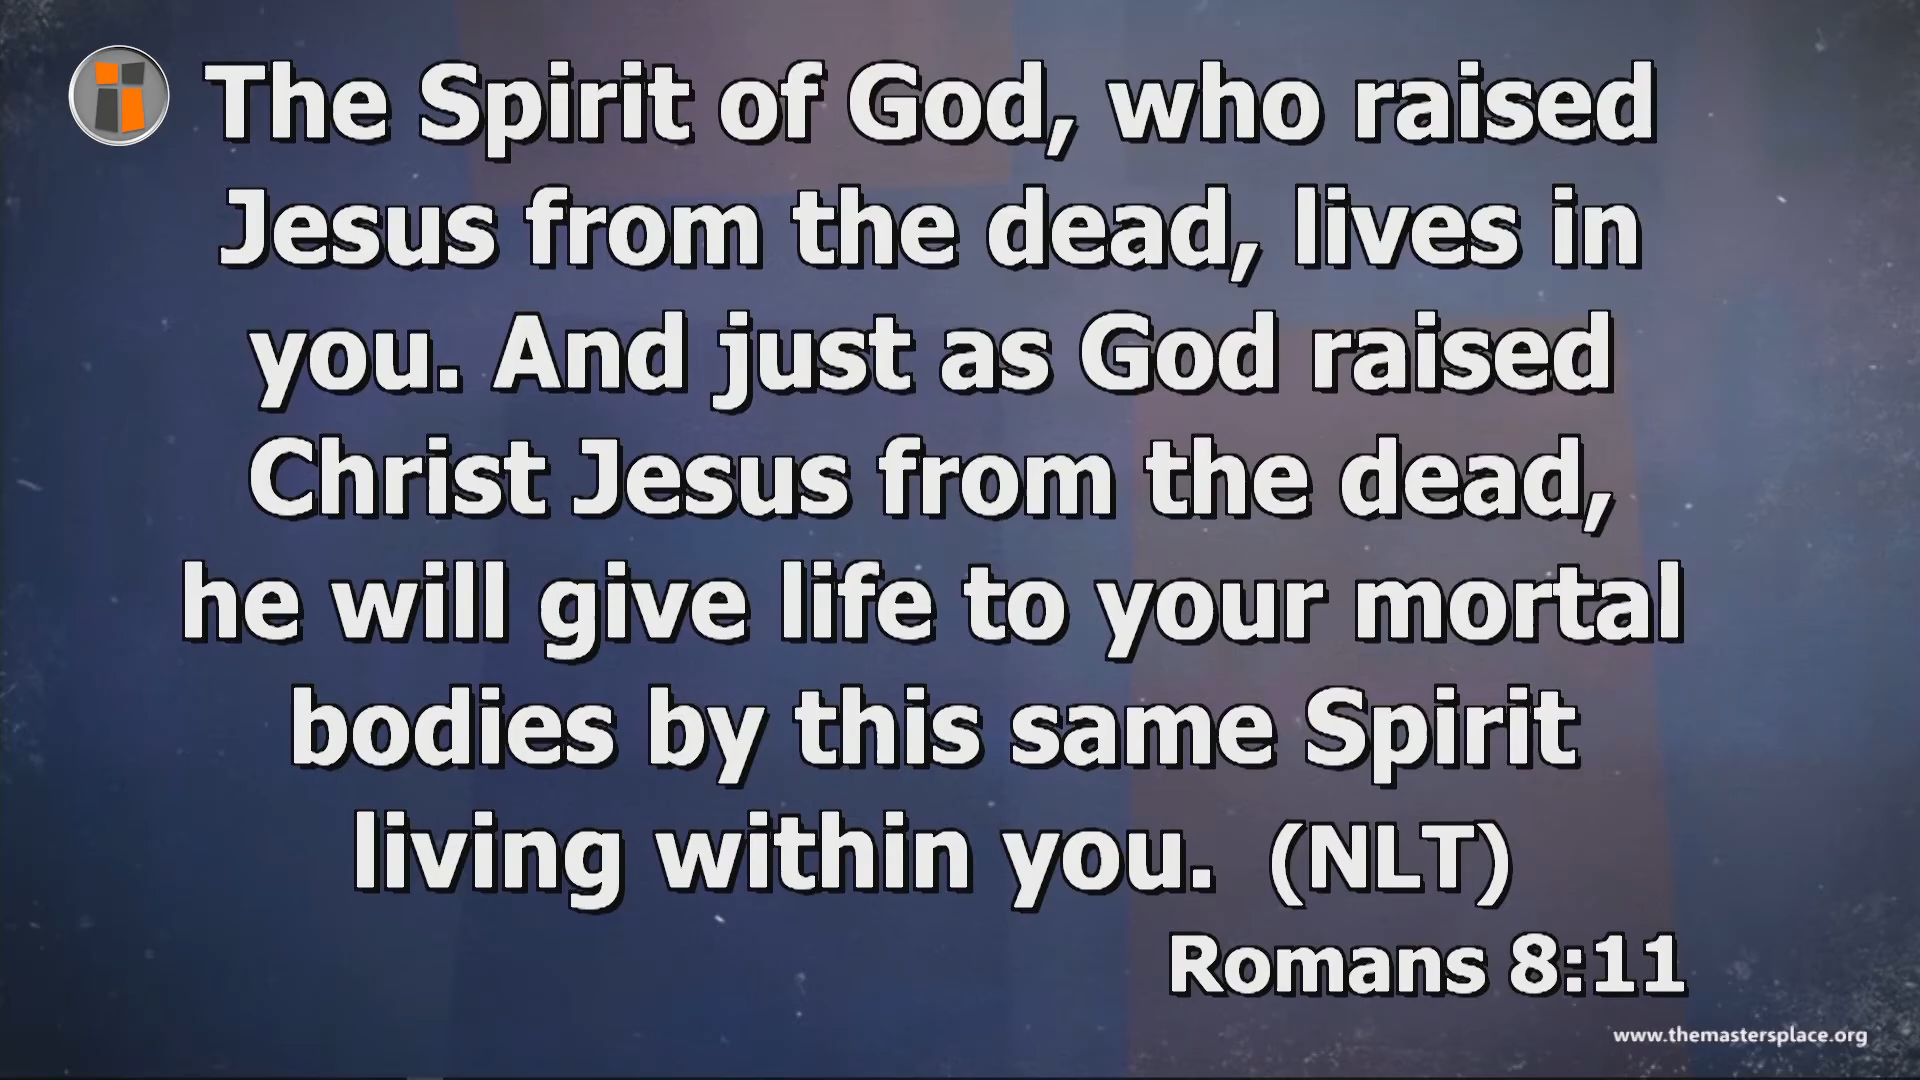 The Spirit of God, who raised
Jesus from the dead, lives in
you. And just as God raised
Christ Jesus from the dead,
he will give life to your mortal
bodies by this same Spirit
living within you. (NLT)
Romans 8:11
www.themastersplace.org